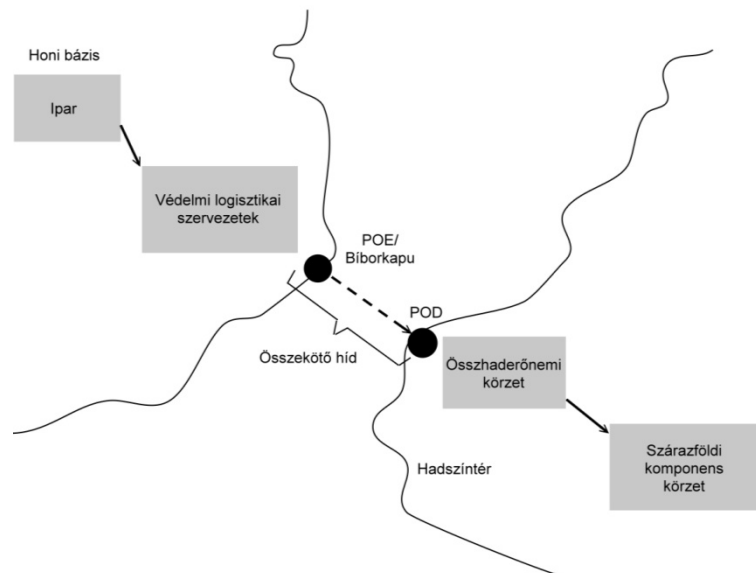 Honi bázis
Ipar
Védelmi logisztikai
szervezetek
POE/
Bíborkapu
POD
Összekötő híd
Összhaderőnemi
körzet
Hadszíntér
Szárazföldi
komponens
körzet